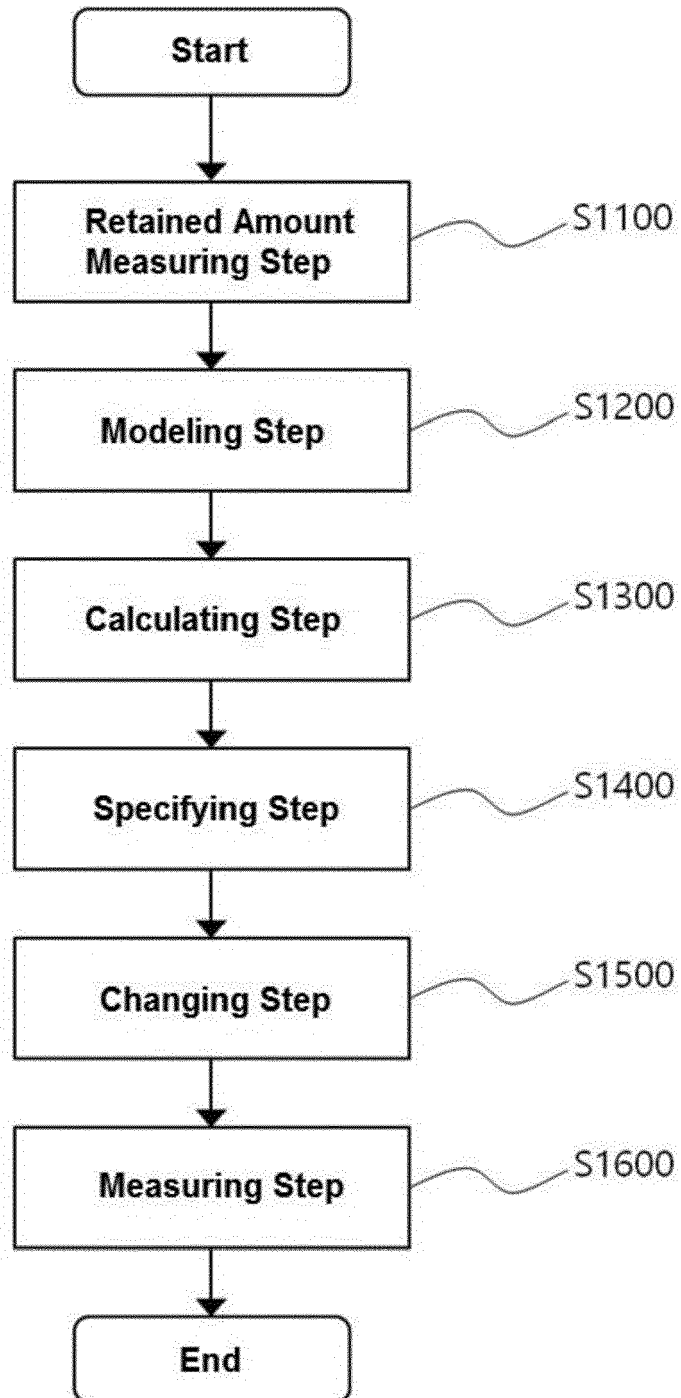 Start
Retained Amount
Measuring Step
S1100
Modeling Step
S1200
Calculating Step
S1300
Specifying Step
S1400
Changing Step
S1500
Measuring Step
S1600
End